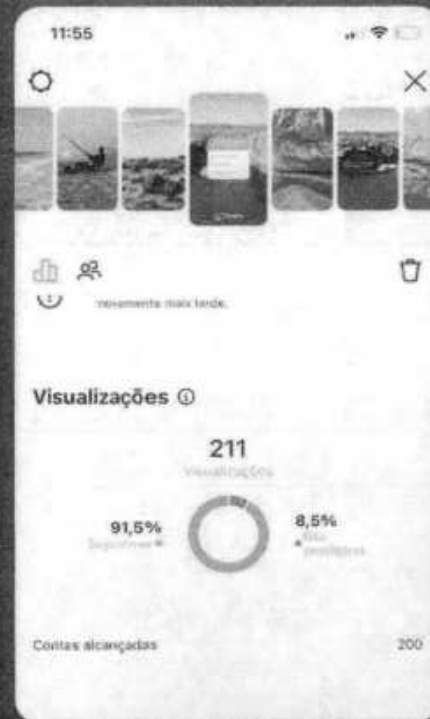 11:55
novamente mais tarde.
Visualizações
211
Visualizações
91,5%
Seguidores
8,5%
Não
seguidores
Contas alcançadas
200